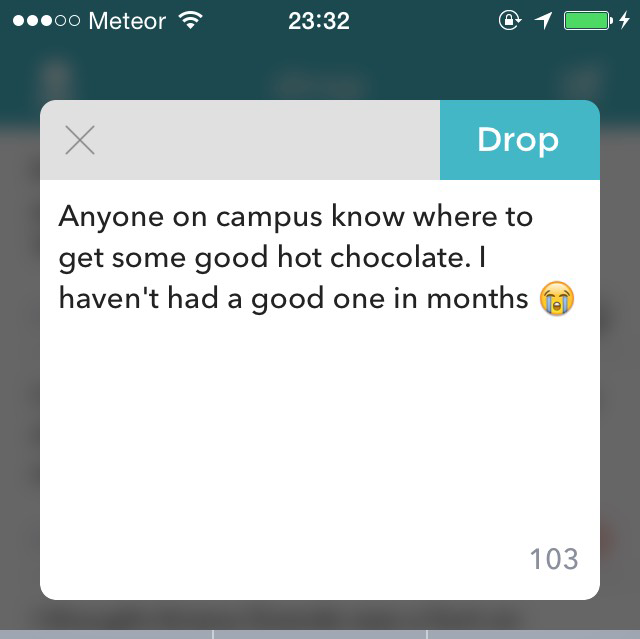 Meteor 23:32
Drop
Anyone on campus know where to
get some good hot chocolate. I
haven't had a good one in months 😭
103